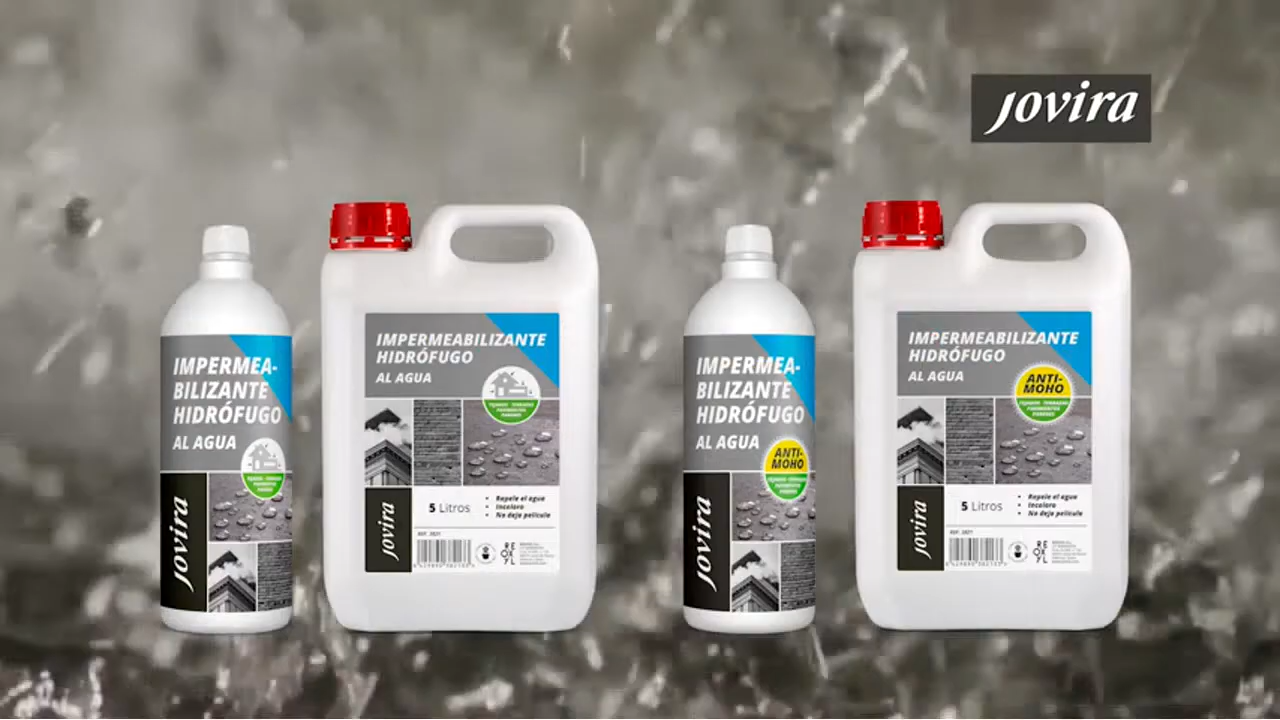 Jovira
IMPERMEA-
BILIZANTE
HIDRÓFUGO
AL AGUA
Jovira
IMPERMEABILIZANTE
HIDRÓFUGO
AL AGUA
5 Litros
• Repele el agua
• Incoloro
• No deja película
Jovira
IMPERMEA-
BILIZANTE
HIDRÓFUGO
AL AGUA
ANTI-
MOHO
Jovira
IMPERMEABILIZANTE
HIDRÓFUGO
AL AGUA
ANTI-
MOHO
5 Litros
• Repele el agua
• Incoloro
• No deja película
Jovira